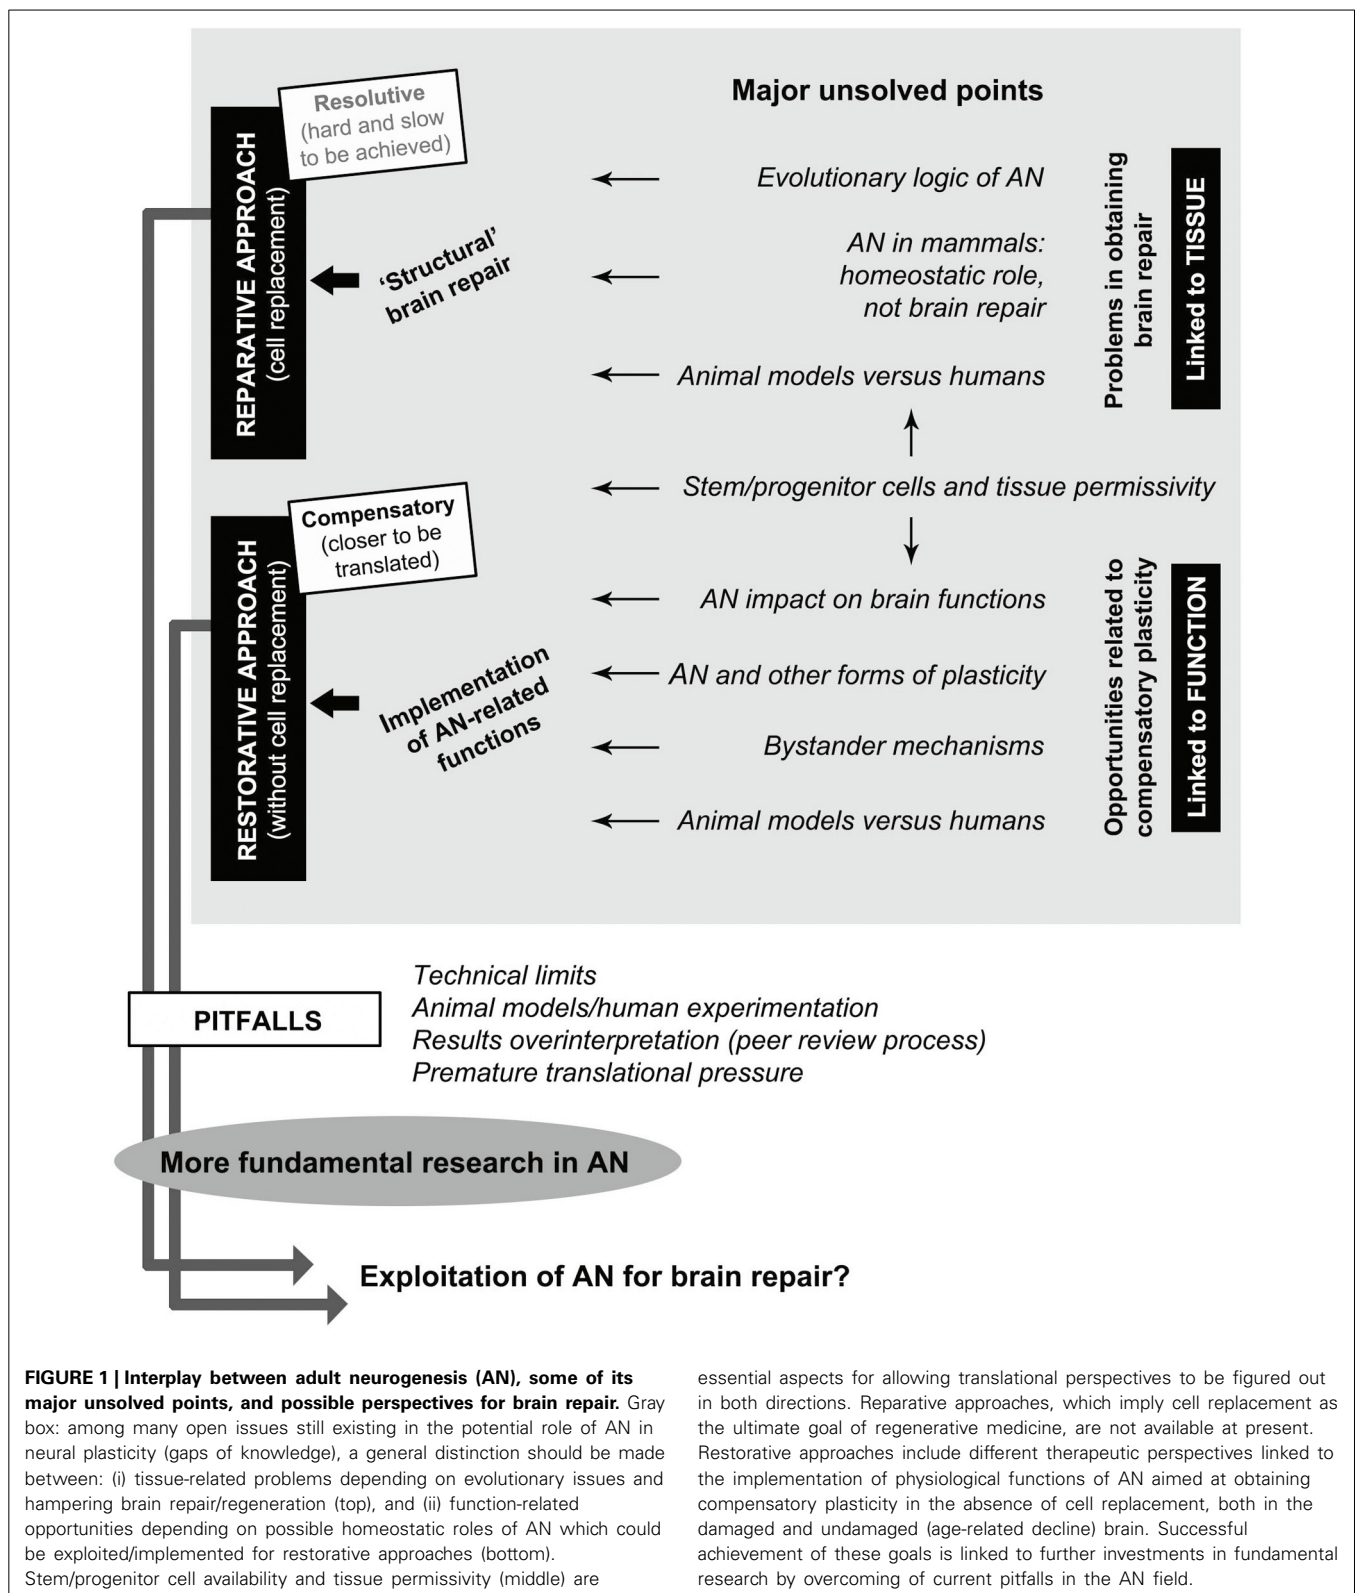 Major unsolved points
Resolutive
(hard and slow
to be achieved)
REPARATIVE APPROACH
(cell replacement)
'Structural'
brain repair
Evolutionary logic of AN
AN in mammals:
homeostatic role,
not brain repair
Animal models versus humans
Problems in obtaining
brain repair
Linked to TISSUE
Stem/progenitor cells and tissue permissivity
Compensatory
(closer to be
translated)
RESTORATIVE APPROACH
(without cell replacement)
Implementation
of AN-related
functions
AN impact on brain functions
AN and other forms of plasticity
Bystander mechanisms
Animal models versus humans
Opportunities related to
compensatory plasticity
Linked to FUNCTION
PITFALLS
Technical limits
Animal models/human experimentation
Results overinterpretation (peer review process)
Premature translational pressure
More fundamental research in AN
Exploitation of AN for brain repair?
FIGURE 1 | Interplay between adult neurogenesis (AN), some of its
major unsolved points, and possible perspectives for brain repair. Gray
box: among many open issues still existing in the potential role of AN in
neural plasticity (gaps of knowledge), a general distinction should be made
between: (i) tissue-related problems depending on evolutionary issues and
hampering brain repair/regeneration (top), and (ii) function-related
opportunities depending on possible homeostatic roles of AN which could
be exploited/implemented for restorative approaches (bottom).
Stem/progenitor cell availability and tissue permissivity (middle) are
essential aspects for allowing translational perspectives to be figured out
in both directions. Reparative approaches, which imply cell replacement as
the ultimate goal of regenerative medicine, are not available at present.
Restorative approaches include different therapeutic perspectives linked to
the implementation of physiological functions of AN aimed at obtaining
compensatory plasticity in the absence of cell replacement, both in the
damaged and undamaged (age-related decline) brain. Successful
achievement of these goals is linked to further investments in fundamental
research by overcoming of current pitfalls in the AN field.